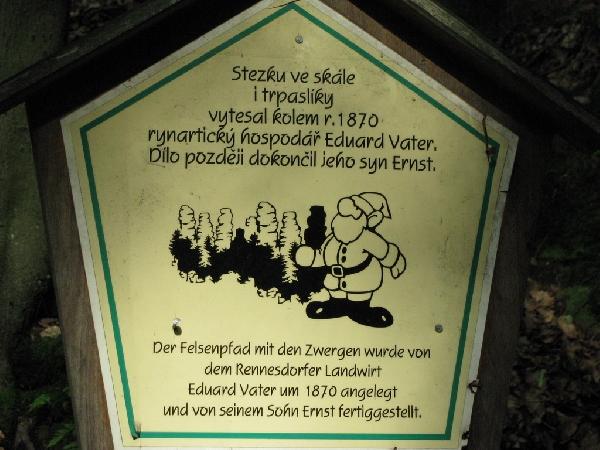 Stezku ve skále
i trpaslíky
vytesal kolem r.1870
rynartický hospodář Eduard Vater.
Dílo později dokončil jeho syn Ernst.
Der Felsenpfad mit den Zwergen wurde von
dem Rennesdorfer Landwirt
Eduard Vater um 1870 angelegt
und von seinem Sohn Ernst fertiggestellt.